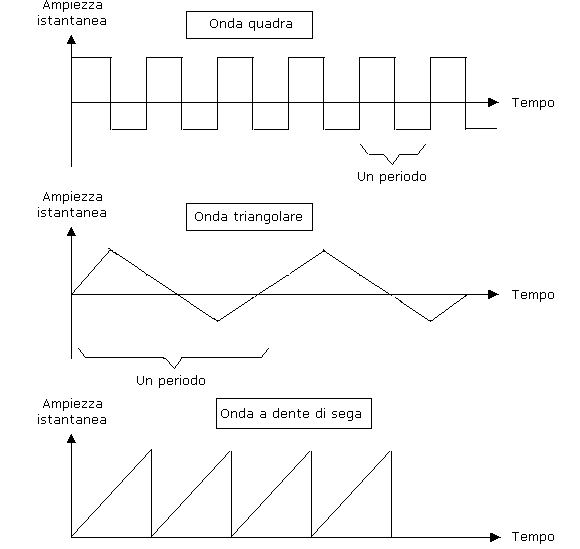 Ampiezza
istantanea
Onda quadra
Tempo
Un periodo
Ampiezza
istantanea
Onda triangolare
Tempo
Un periodo
Ampiezza
istantanea
Onda a dente di sega
Tempo